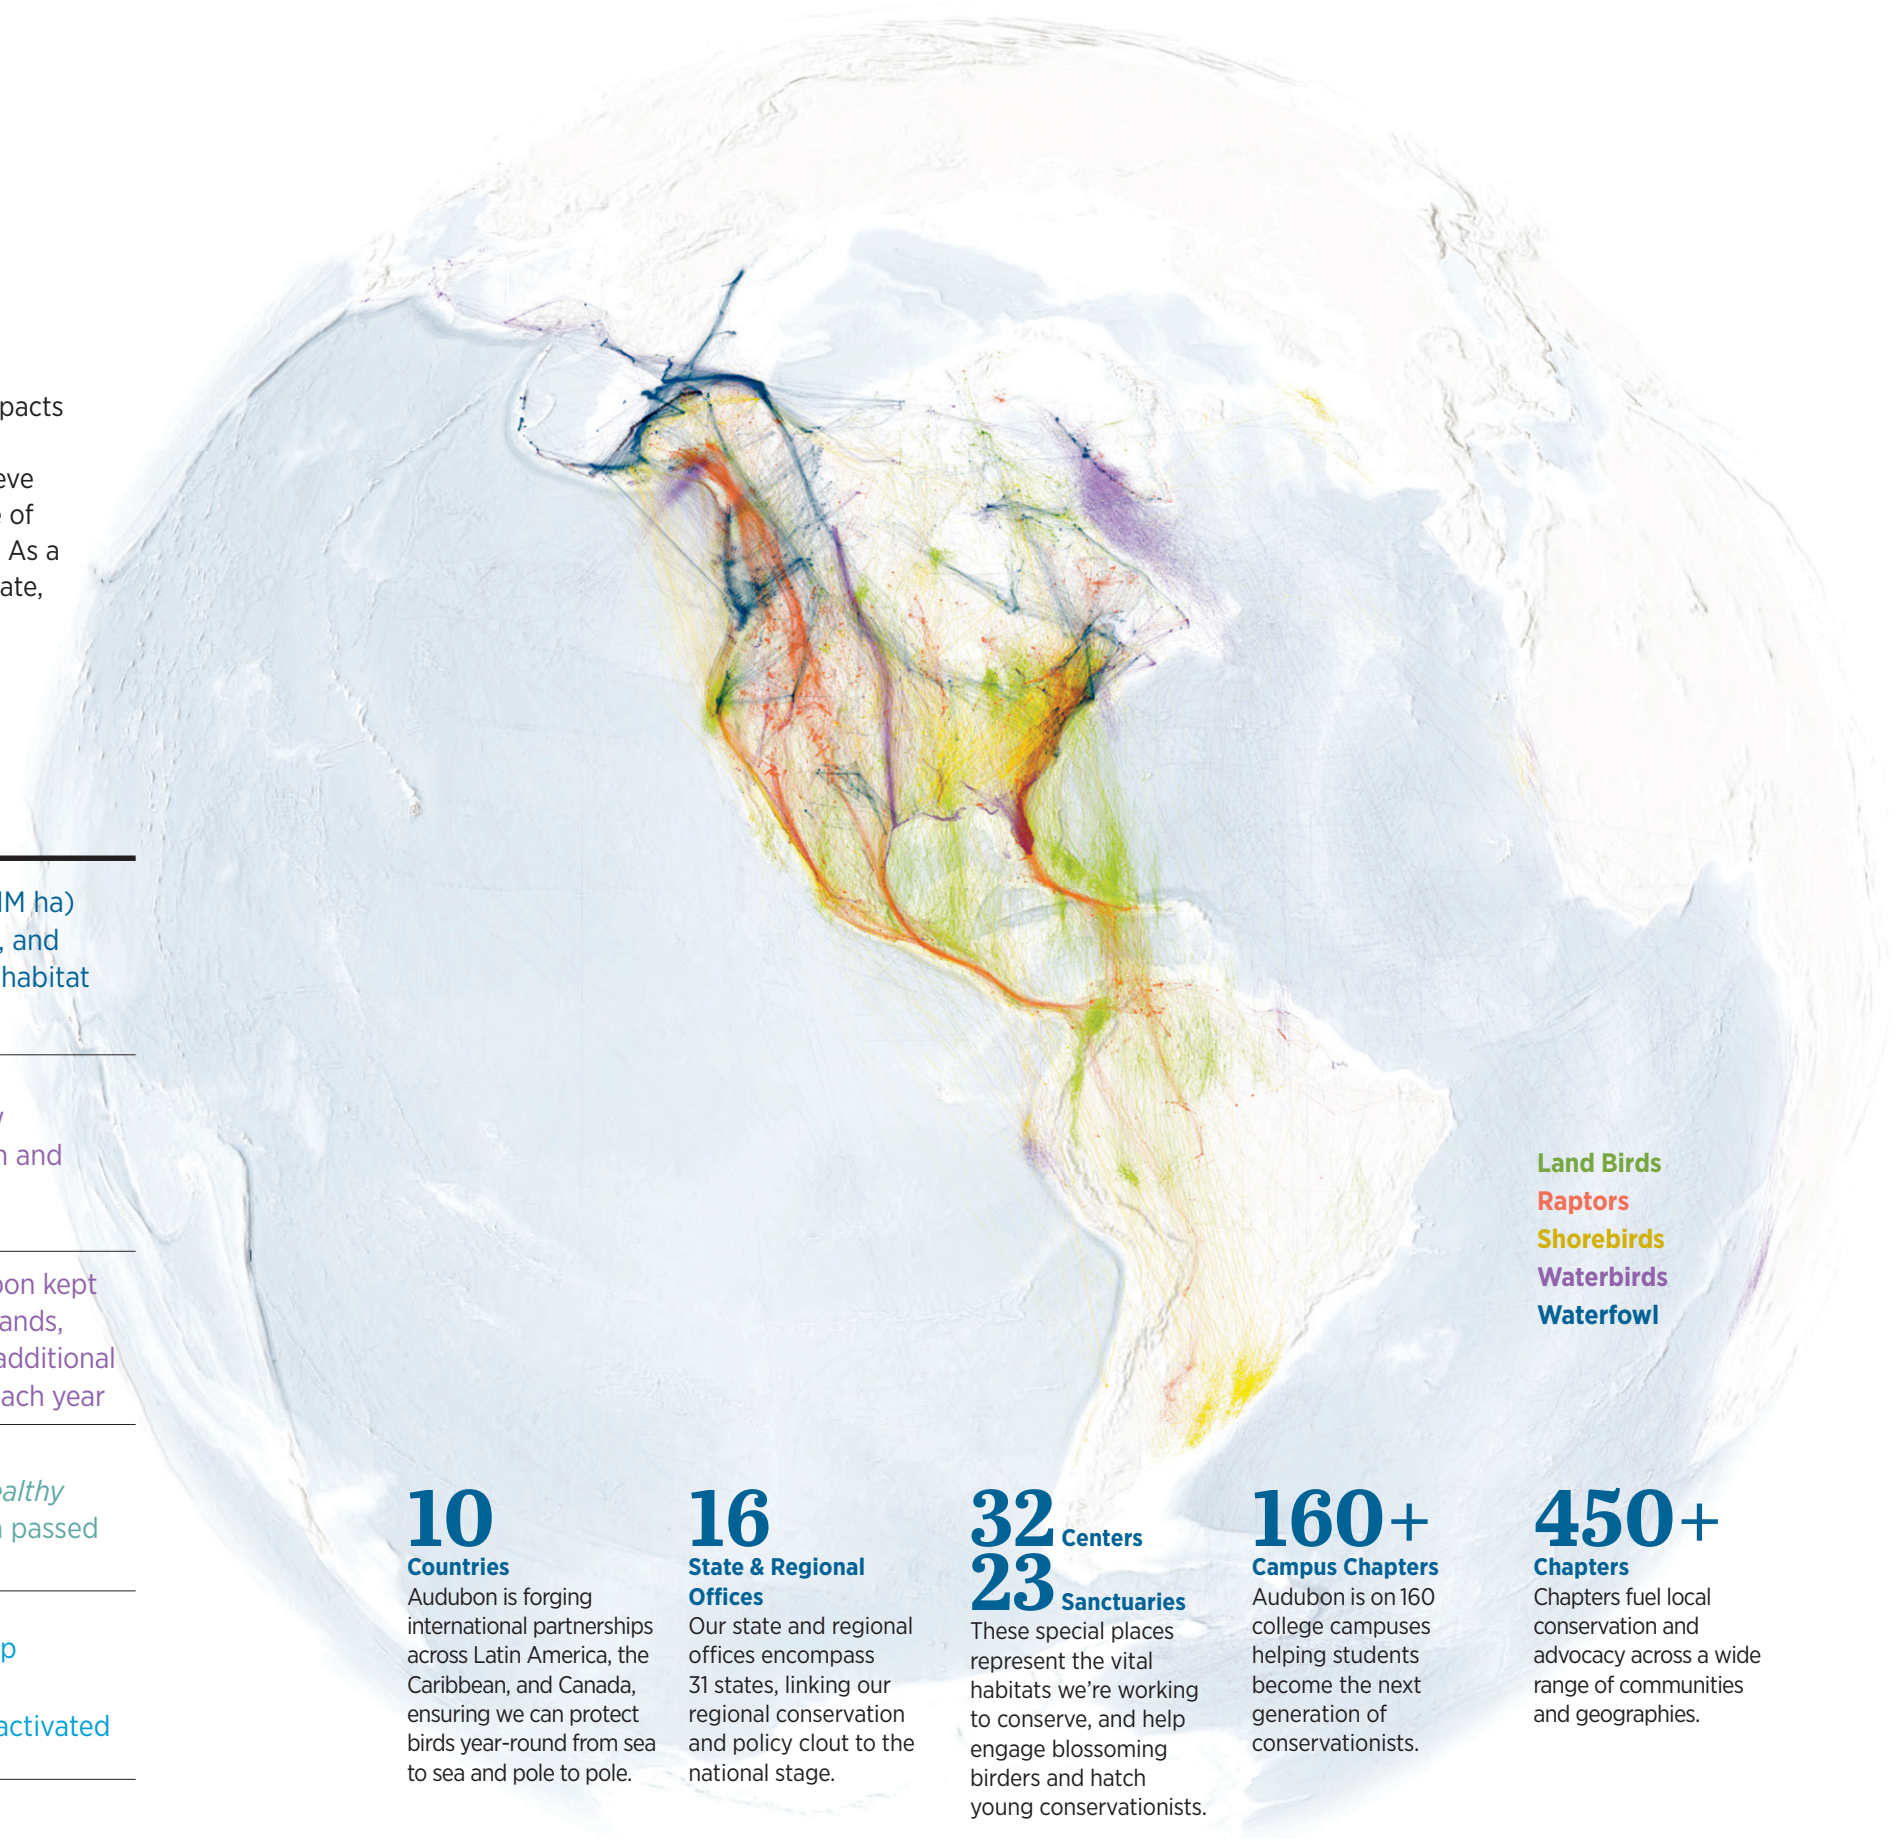 pacts
eve
of
As a
ate,
M ha)
, and
habitat
n and
on kept
ands,
additional
ach year
ealthy
passed
p
activated
Land Birds
Raptors
Shorebirds
Waterbirds
Waterfowl
10
Countries
Audubon is forging
international partnerships
across Latin America, the
Caribbean, and Canada,
ensuring we can protect
birds year-round from sea
to sea and pole to pole.
16
State & Regional
Offices
Our state and regional
offices encompass
31 states, linking our
regional conservation
and policy clout to the
national stage.
32 Centers
23 Sanctuaries
These special places
represent the vital
habitats we're working
to conserve, and help
engage blossoming
birders and hatch
young conservationists.
160+
Campus Chapters
Audubon is on 160
college campuses
helping students
become the next
generation of
conservationists.
450+
Chapters
Chapters fuel local
conservation and
advocacy across a wide
range of communities
and geographies.